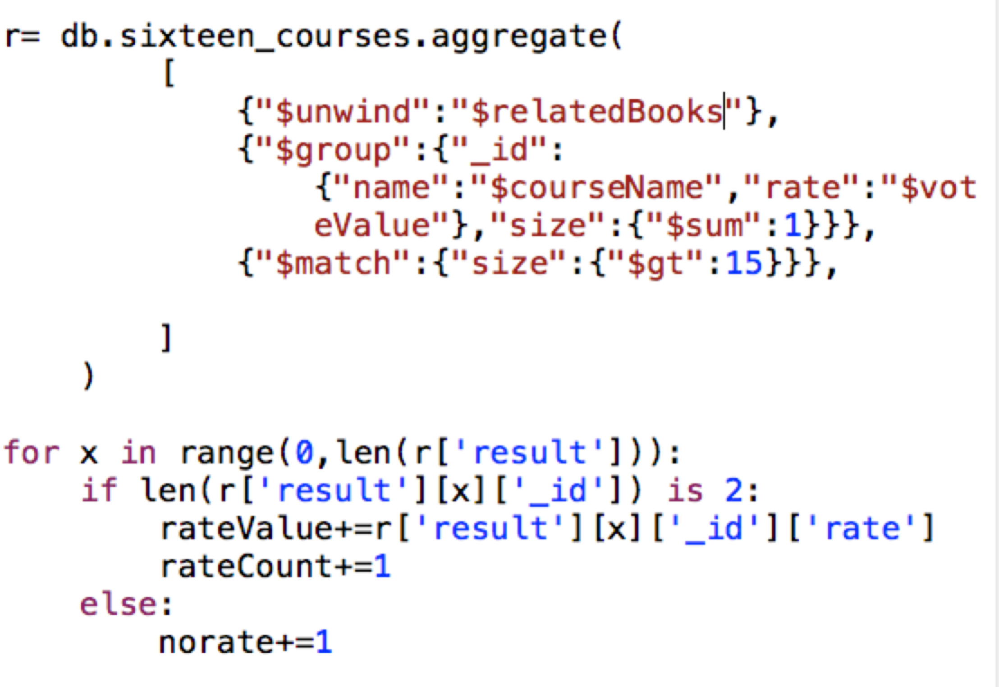 r= db.sixteen_courses.aggregate(
[
{"$unwind":"$relatedBooks"},
{"$group":{"_id":
{"name":"$courseName","rate":"$vot
eValue"},"size":{"$sum":1}}},
{"$match":{"size":{"$gt":15}}},
]
)
for x in range(0,len(r['result'])):
if len(r['result'][x]['_id']) is 2:
rateValue+=r['result'][x]['_id']['rate']
rateCount+=1
else:
norate+=1